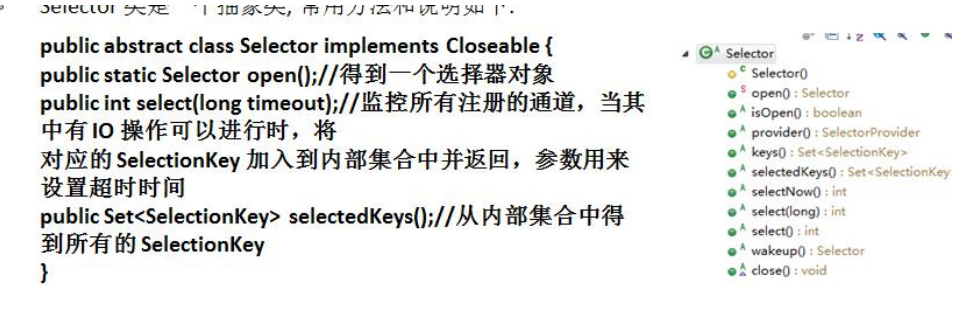 Selector 类是一个抽象类, 常用方法和说明如下:
public abstract class Selector implements Closeable {
public static Selector open();//得到一个选择器对象
public int select(long timeout);//监控所有注册的通道，当其
中有 IO 操作可以进行时，将
对应的 SelectionKey 加入到内部集合中并返回，参数用来
设置超时时间
public Set<SelectionKey> selectedKeys();//从内部集合中得
到所有的 SelectionKey
}
Selector
Selector()
open() : Selector
isOpen() : boolean
provider() : SelectorProvider
keys() : Set<SelectionKey>
selectedKeys() : Set<SelectionKey
selectNow() : int
select(long) : int
select() : int
wakeup() : Selector
close() : void